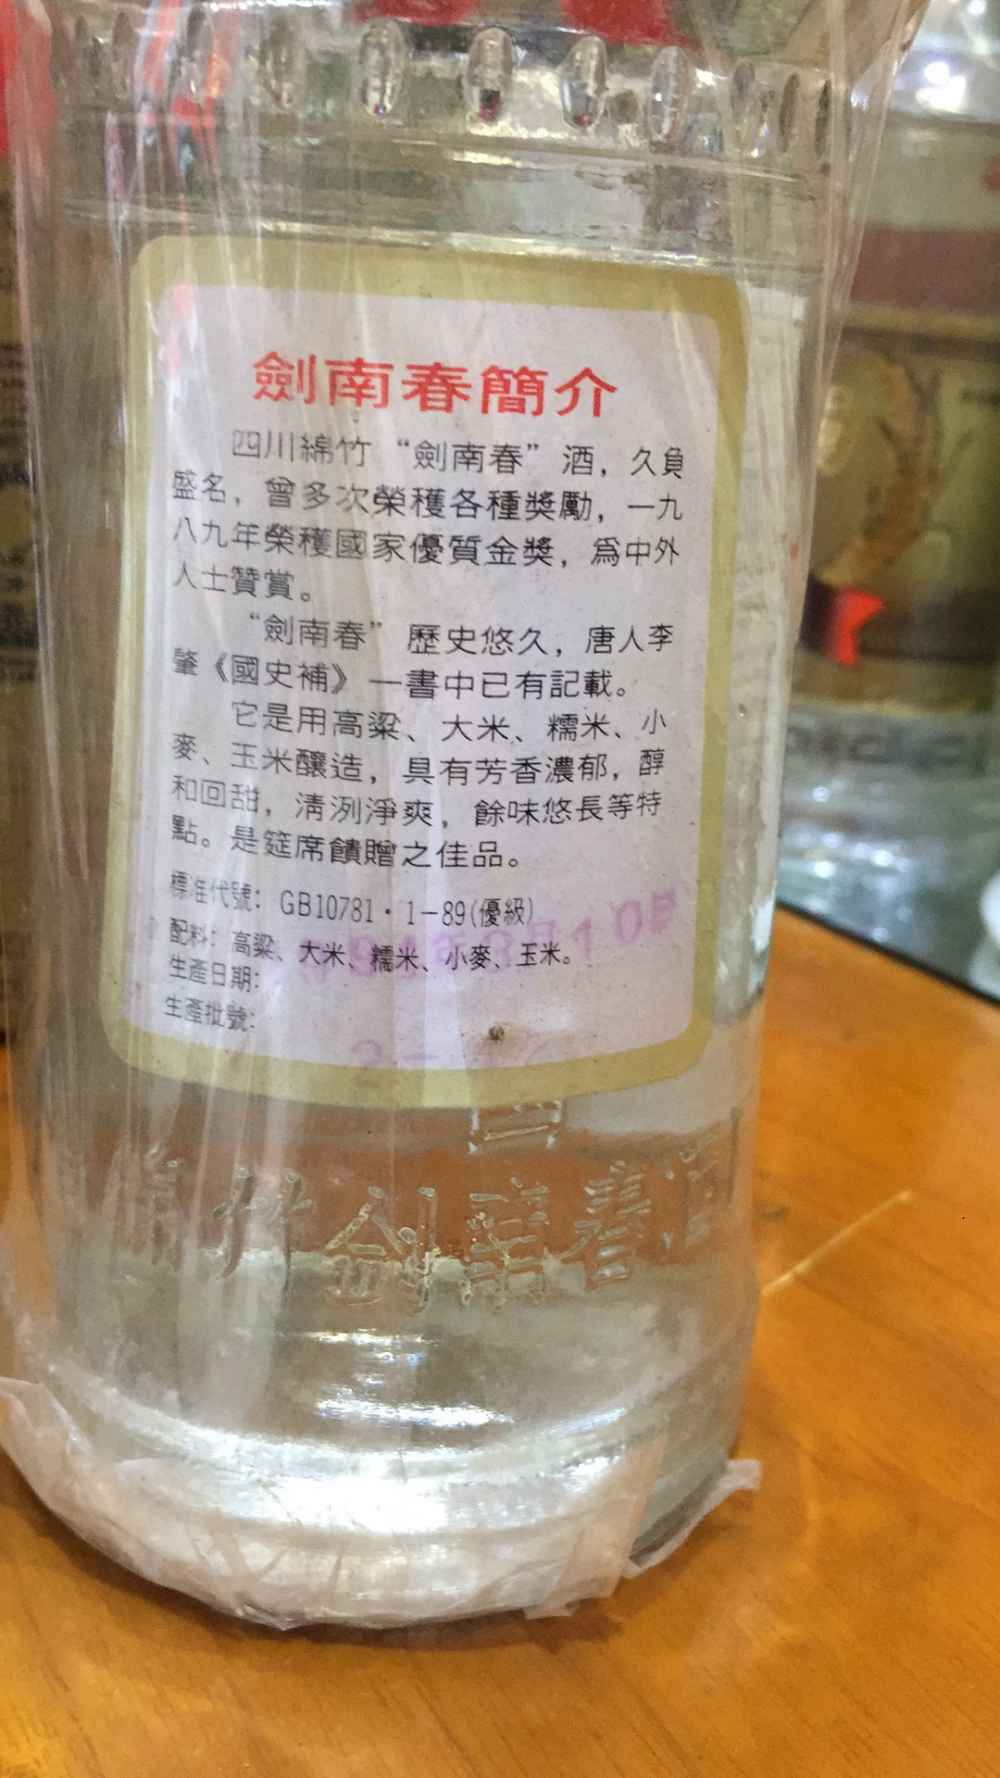 劍南春簡介
四川綿竹“劍南春”酒，久負
盛名，曾多次榮獲各種獎勵，一九
八九年榮獲國家優質金獎，爲中外
人士贊賞。
“劍南春”歷史悠久，唐人李
肇《國史補》一書中已有記載。
它是用高粱、大米、糯米、小
麥、玉米釀造，具有芳香濃郁，醇
和回甜，清洌淨爽，餘味悠長等特
點。是筵席饋贈之佳品。
標准代號：GB10781·1-89(優級)
配料：高粱、大米、糯米、小麥、玉米。
生產日期：
生產批號：
竹劍南春酒